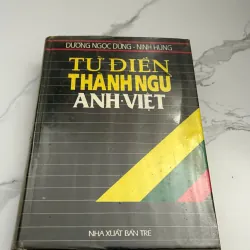 DƯƠNG NGỌC DŨNG - NINH HÙNG
TỪ ĐIỂN
THÀNH NGỮ
ANH-VIỆT
NHÀ XUẤT BẢN TRẺ